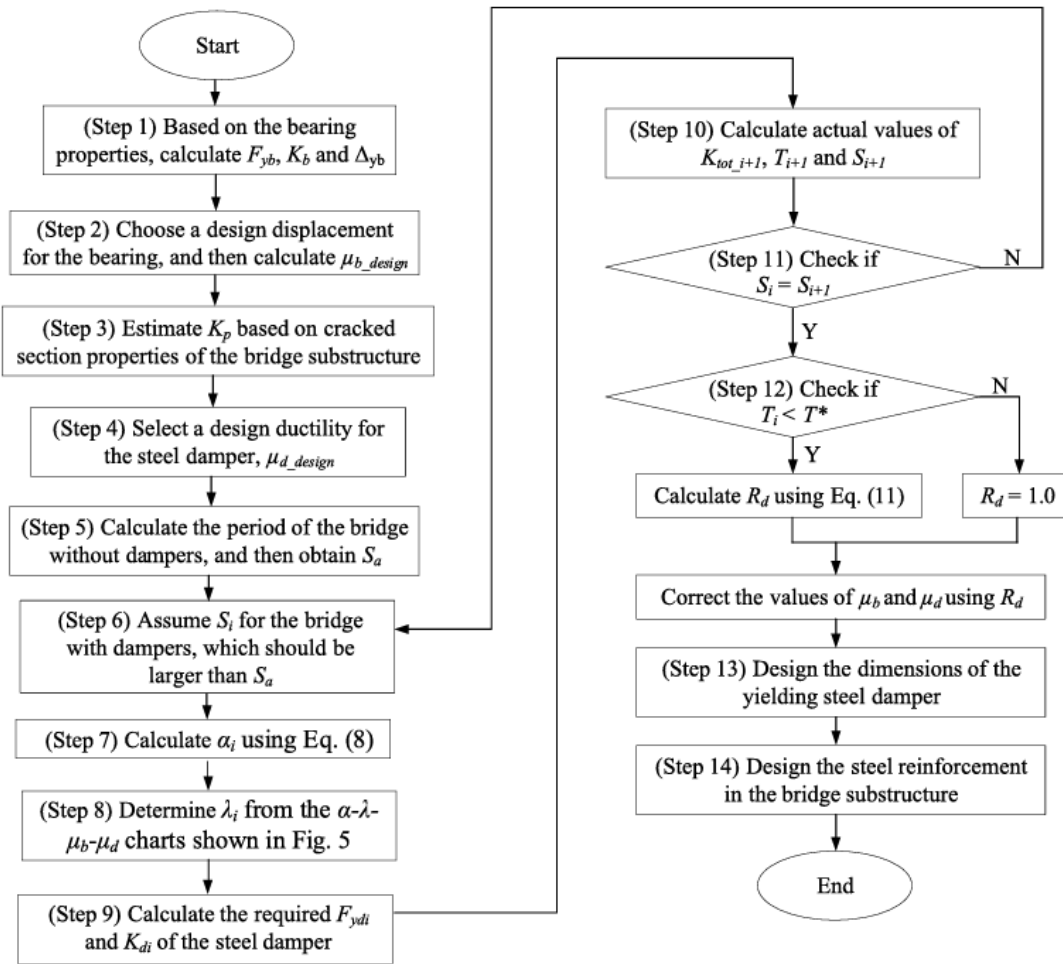 Start
(Step 1) Based on the bearing
properties, calculate F_yb, K_b and Δ_yb
(Step 2) Choose a design displacement
for the bearing, and then calculate μ_b_design
(Step 3) Estimate K_p based on cracked
section properties of the bridge substructure
(Step 4) Select a design ductility for
the steel damper, μ_d_design
(Step 5) Calculate the period of the bridge
without dampers, and then obtain S_a
(Step 6) Assume S_i for the bridge
with dampers, which should be
larger than S_a
(Step 7) Calculate α_i using Eq. (8)
(Step 8) Determine λ_i from the α-λ-
μ_b-μ_d charts shown in Fig. 5
(Step 9) Calculate the required F_ydi
and K_di of the steel damper
(Step 10) Calculate actual values of
K_tot_i+1, T_i+1 and S_i+1
(Step 11) Check if
S_i = S_i+1
N
Y
(Step 12) Check if
T_i < T*
N
Y
Calculate R_d using Eq. (11)
R_d = 1.0
Correct the values of μ_b and μ_d using R_d
(Step 13) Design the dimensions of the
yielding steel damper
(Step 14) Design the steel reinforcement
in the bridge substructure
End